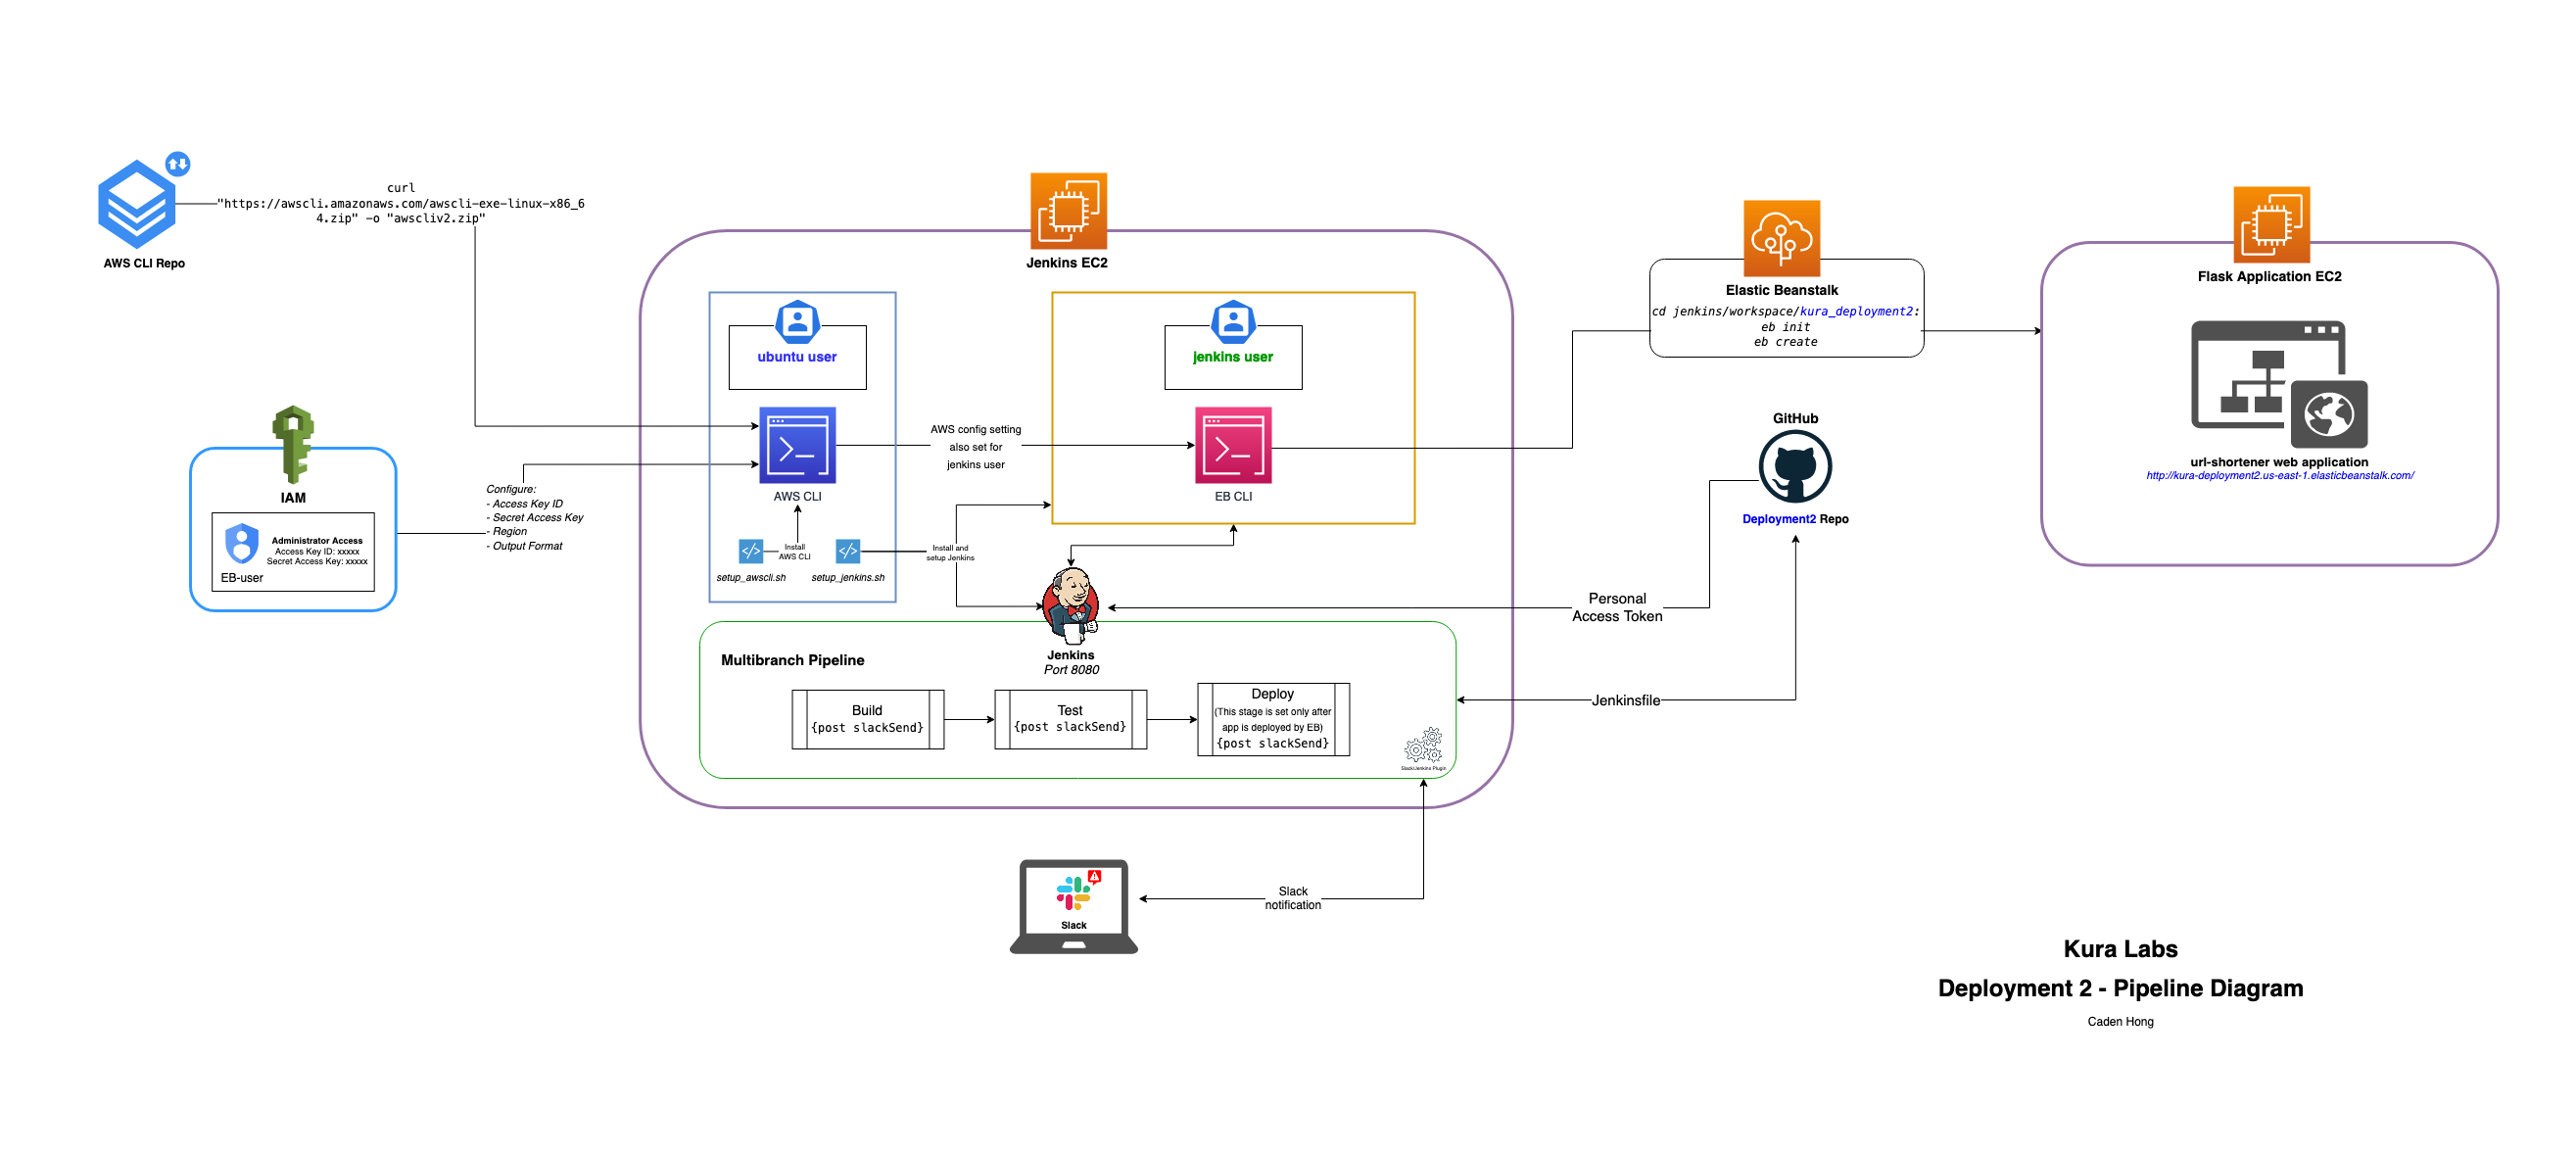 curl
"https://awscli.amazonaws.com/awscli-exe-linux-x86_6
4.zip" -o "awscliv2.zip"
AWS CLI Repo
IAM
Administrator Access
Access Key ID: xxxxx
Secret Access Key: xxxxx
EB-user
Configure:
- Access Key ID
- Secret Access Key
- Region
- Output Format
Jenkins EC2
ubuntu user
AWS CLI
Install
AWS CLI
setup_awscli.sh
setup_jenkins.sh
AWS config setting
also set for
jenkins user
Install and
setup Jenkins
jenkins user
EB CLI
Jenkins
Port 8080
Multibranch Pipeline
Build
{post slackSend}
Test
{post slackSend}
Deploy
(This stage is set only after
app is deployed by EB)
{post slackSend}
SlackJenkins Plugin
Elastic Beanstalk
cd jenkins/workspace/kura_deployment2:
eb init
eb create
GitHub
Deployment2 Repo
Personal
Access Token
Jenkinsfile
Flask Application EC2
url-shortener web application
http://kura-deployment2.us-east-1.elasticbeanstalk.com/
Slack
Slack
notification
Kura Labs
Deployment 2 - Pipeline Diagram
Caden Hong